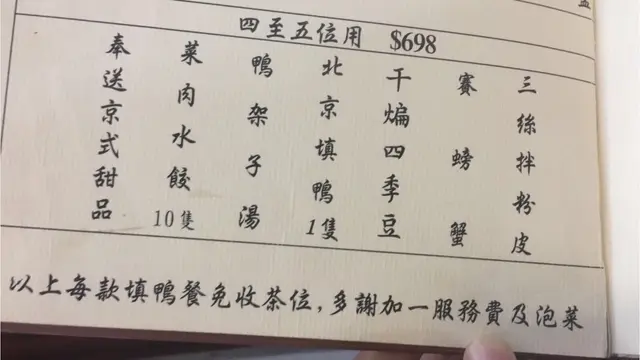 四至五位用 $698
三絲拌粉皮
賽螃蟹
干煸四季豆
北京填鴨1隻
鴨架子湯
菜肉水餃10隻
奉送京式甜品
以上每款填鴨餐免收茶位,多謝加一服務費及泡菜